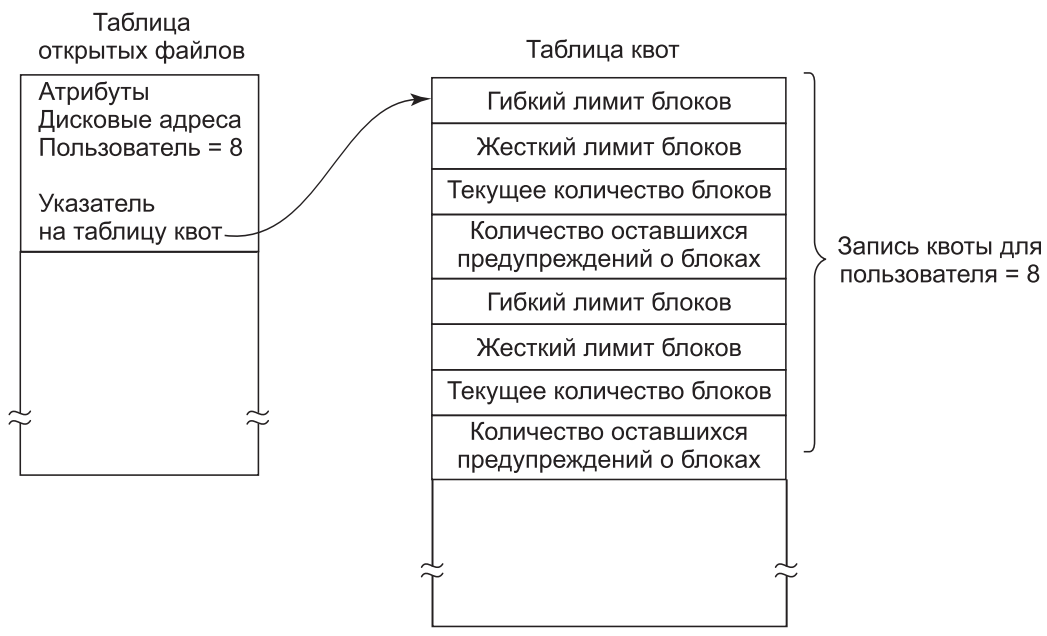 Таблица
открытых файлов
Атрибуты
Дисковые адреса
Пользователь = 8
Указатель
на таблицу квот
Таблица квот
Гибкий лимит блоков
Жесткий лимит блоков
Текущее количество блоков
Количество оставшихся
предупреждений о блоках
Гибкий лимит блоков
Жесткий лимит блоков
Текущее количество блоков
Количество оставшихся
предупреждений о блоках
Запись квоты для
пользователя = 8